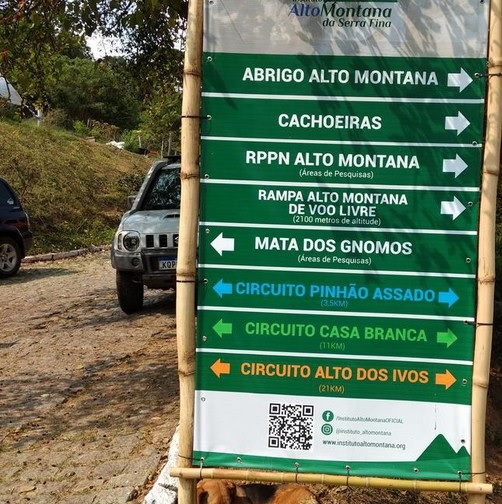 AltoMontana
da Serra Fina
ABRIGO ALTO MONTANA
CACHOEIRAS
RPPN ALTO MONTANA
(Áreas de Pesquisas)
RAMPA ALTO MONTANA
DE VOO LIVRE
(2100 metros de altitude)
MATA DOS GNOMOS
(Áreas de Pesquisas)
CIRCUITO PINHÃO ASSADO
(3,5KM)
CIRCUITO CASA BRANCA
(11KM)
CIRCUITO ALTO DOS IVOS
(21KM)
/InstitutoAltoMontanaOFICIAL
@instituto_altomontana
www.institutoaltomontana.org